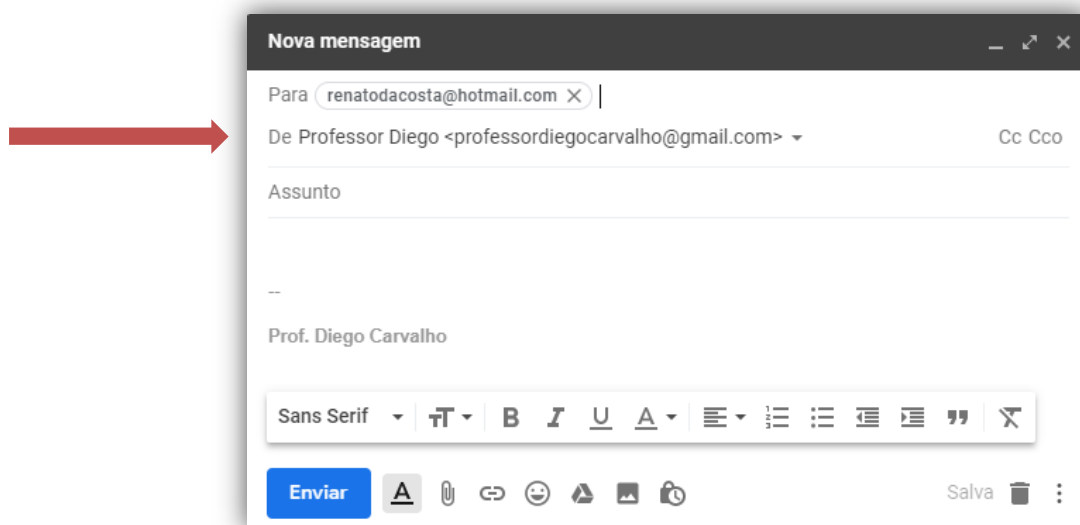 Nova mensagem
Para renatodacosta@hotmail.com
De Professor Diego <professordiegocarvalho@gmail.com> Cc Cco
Assunto
--
Prof. Diego Carvalho
Sans Serif
Enviar Salva